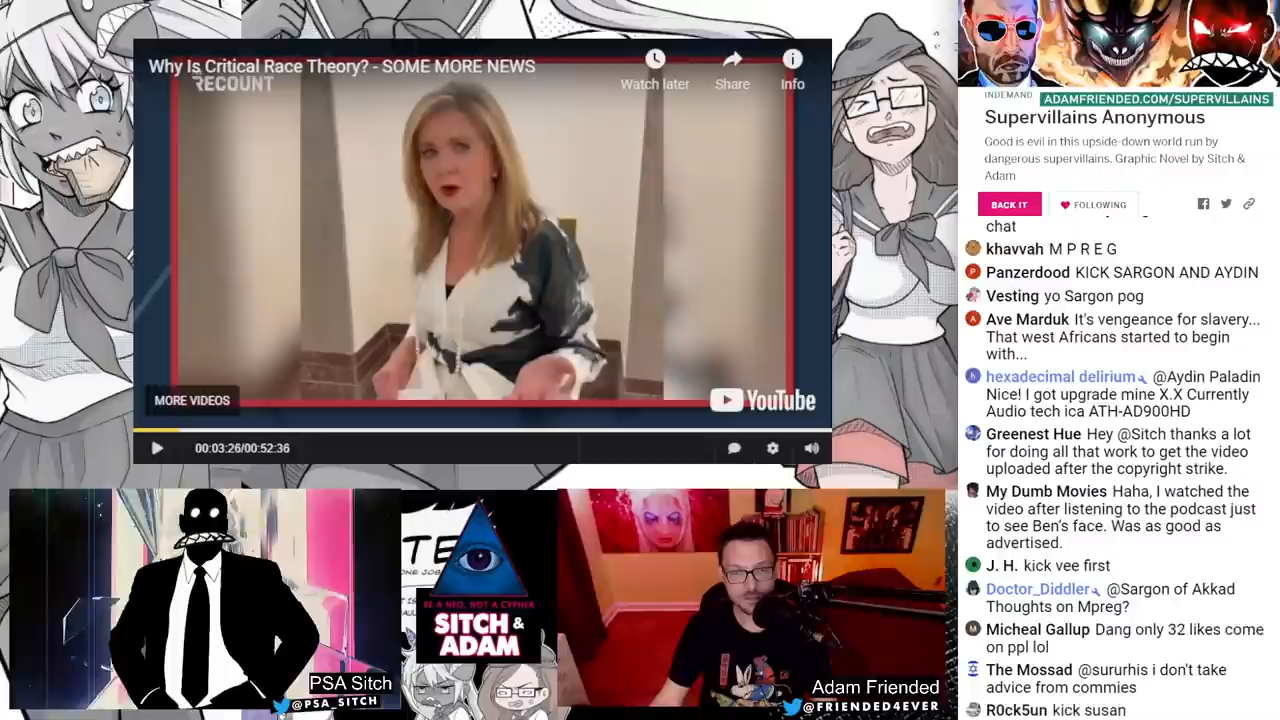 Why Is Critical Race Theory? - SOME MORE NEWS
RECOUNT
Watch later
Share
Info
MORE VIDEOS
YouTube
00:03:26/00:52:36
INDEMAND
ADAMFRIENDED.COM/SUPERVILLAINS
Supervillains Anonymous
Good is evil in this upside-down world run by
dangerous supervillains. Graphic Novel by Sitch &
Adam
BACK IT
FOLLOWING
chat
khavvah M P R E G
Panzerdood KICK SARGON AND AYDIN
Vesting yo Sargon pog
Ave Marduk It's vengeance for slavery...
That west Africans started to begin
with...
hexadecimal delirium @Aydin Paladin
Nice! I got upgrade mine X.X Currently
Audio tech ica ATH-AD900HD
Greenest Hue Hey @Sitch thanks a lot
for doing all that work to get the video
uploaded after the copyright strike.
My Dumb Movies Haha, I watched the
video after listening to the podcast just
to see Ben's face. Was as good as
advertised.
J. H. kick vee first
Doctor_Diddler @Sargon of Akkad
Thoughts on Mpreg?
Micheal Gallup Dang only 32 likes come
on ppl lol
The Mossad @sururhis i don't take
advice from commies
R0ck5un kick susan
PSA Sitch
@PSA_SITCH
BE A NEO, NOT A CYPHER
SITCH &
ADAM
Adam Friended
@FRIENDED4EVER